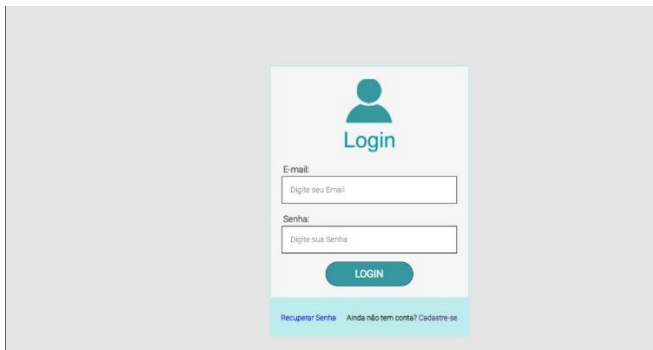 Login
E-mail:
Digite seu Email
Senha:
Digite sua Senha
LOGIN
Recuperar Senha Ainda não tem conta? Cadastre-se